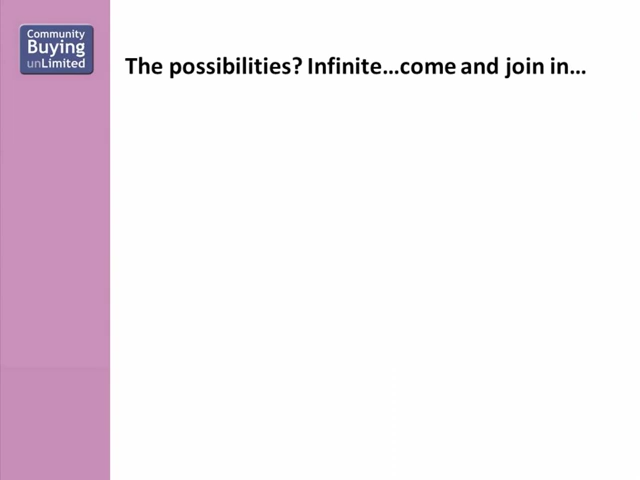 Community
Buying
unLimited
The possibilities? Infinite...come and join in...